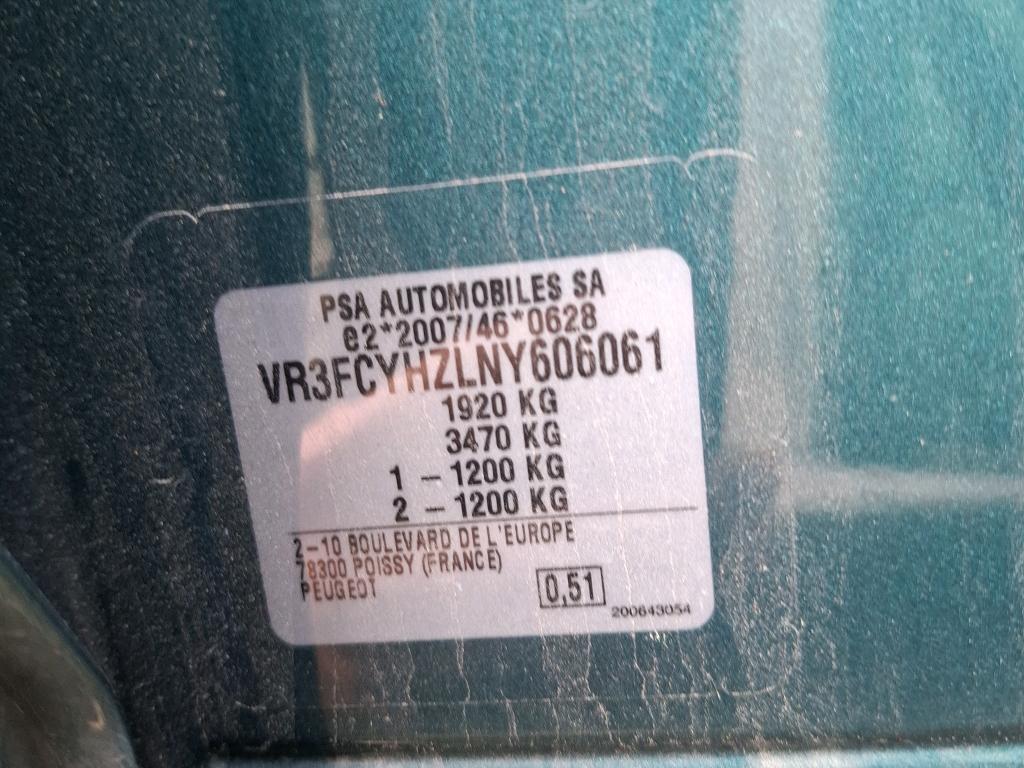 PSA AUTOMOBILES SA
e2*2007/46*0628
VR3FCYHZLNY606061
1920 KG
3470 KG
1 - 1200 KG
2 - 1200 KG
2-10 BOULEVARD DE L'EUROPE
78300 POISSY (FRANCE)
PEUGEOT
0,51
200643054